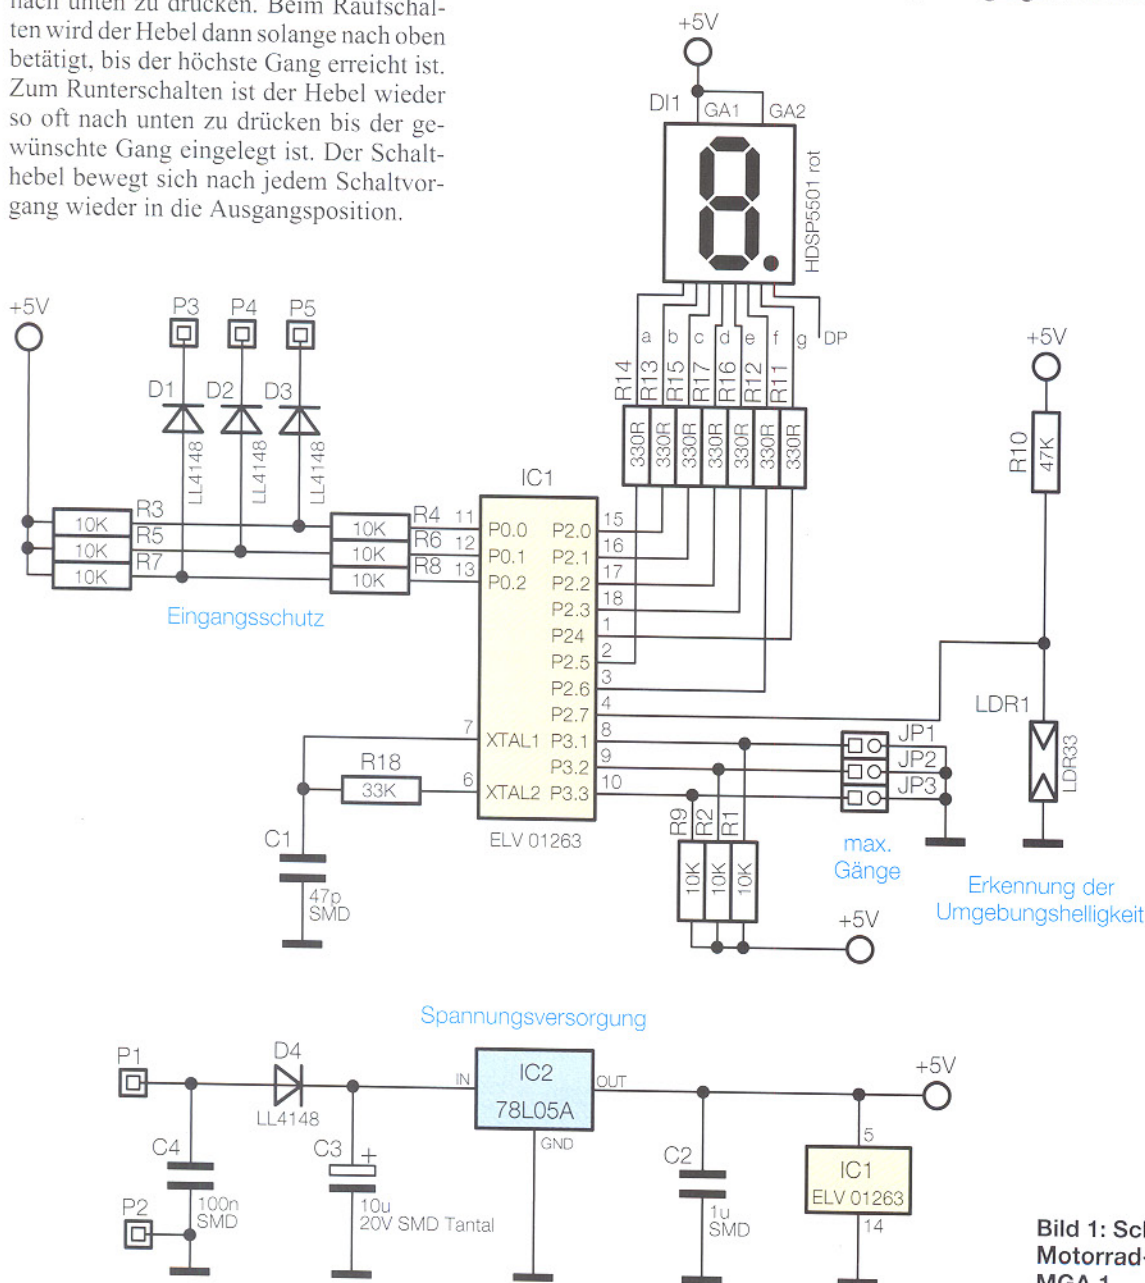 nach unten zu drücken. Beim Raufschal-
ten wird der Hebel dann solange nach oben
betätigt, bis der höchste Gang erreicht ist.
Zum Runterschalten ist der Hebel wieder
so oft nach unten zu drücken bis der ge-
wünschte Gang eingelegt ist. Der Schalt-
hebel bewegt sich nach jedem Schaltvor-
gang wieder in die Ausgangsposition.
+5V
DI1
GA1
GA2
HDSP5501 rot
a b c d e f g DP
R14 R13 R15 R17 R16 R12 R11
330R 330R 330R 330R 330R 330R 330R
+5V
P3 P4 P5
D1 D2 D3
LL4148 LL4148 LL4148
10K R3 10K R4 11
10K R5 10K R6 12
10K R7 10K R8 13
Eingangsschutz
IC1
P0.0 P2.0 15
P0.1 P2.1 16
P0.2 P2.2 17
P2.3 18
P24 1
P2.5 2
P2.6 3
P2.7 4
7 XTAL1 P3.1 8
P3.2 9
6 XTAL2 P3.3 10
ELV 01263
R18
33K
C1
47p
SMD
+5V
R10
47K
LDR1
LDR33
JP1
JP2
JP3
R9 R2 R1
10K 10K 10K
max.
Gänge
+5V
Erkennung der
Umgebungshelligkeit
Spannungsversorgung
P1
D4
LL4148
IN
IC2
78L05A
OUT
GND
+5V
C4
100n
SMD
P2
C3
+
10u
20V SMD Tantal
C2
1u
SMD
5
IC1
ELV 01263
14
Bild 1:
Motorrad-
MGA 1